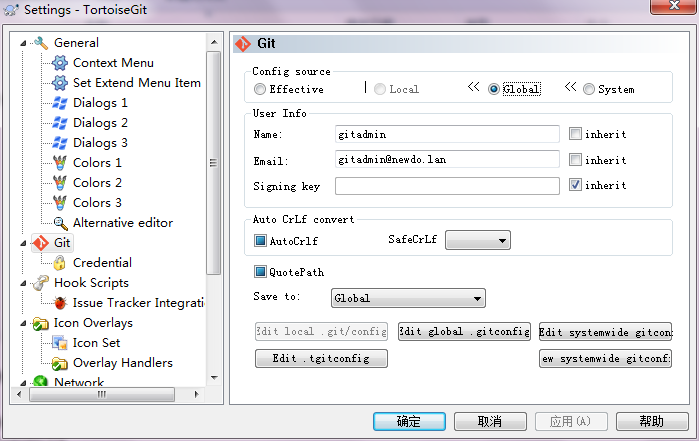 Settings - TortoiseGit
General
Context Menu
Set Extend Menu Item
Dialogs 1
Dialogs 2
Dialogs 3
Colors 1
Colors 2
Colors 3
Alternative editor
Git
Credential
Hook Scripts
Issue Tracker Integratio
Icon Overlays
Icon Set
Overlay Handlers
Network
Git
Config source
Effective | Local << Global << System
User Info
Name: gitadmin inherit
Email: gitadmin@newdo.lan inherit
Signing key inherit
Auto CrLf convert
AutoCrlf SafeCrLf
QuotePath
Save to: Global
Edit local .git/config Edit global .gitconfig Edit systemwide gitconf
Edit .tgitconfig ew systemwide gitconf
确定 取消 应用(A) 帮助